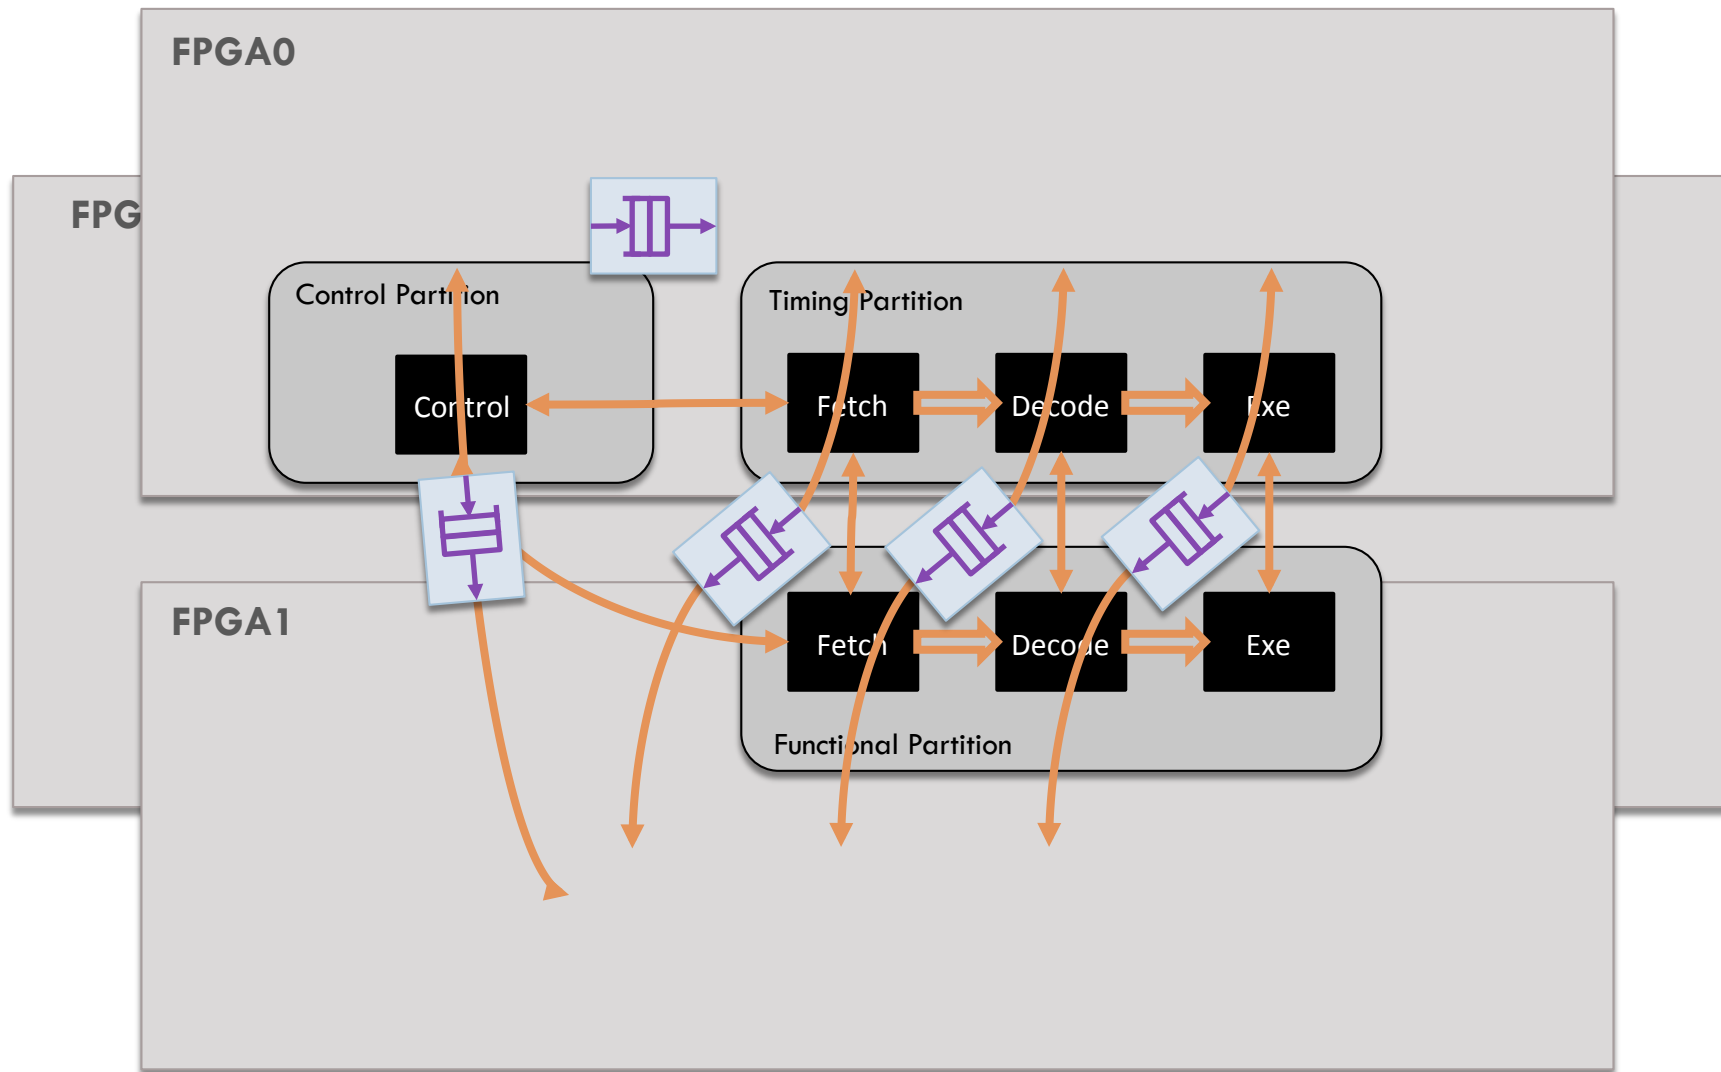 FPGA0
FPG
Control Partition
Timing Partition
Control
Fetch
Decode
Exe
FPGA1
Fetch
Decode
Exe
Functional Partition